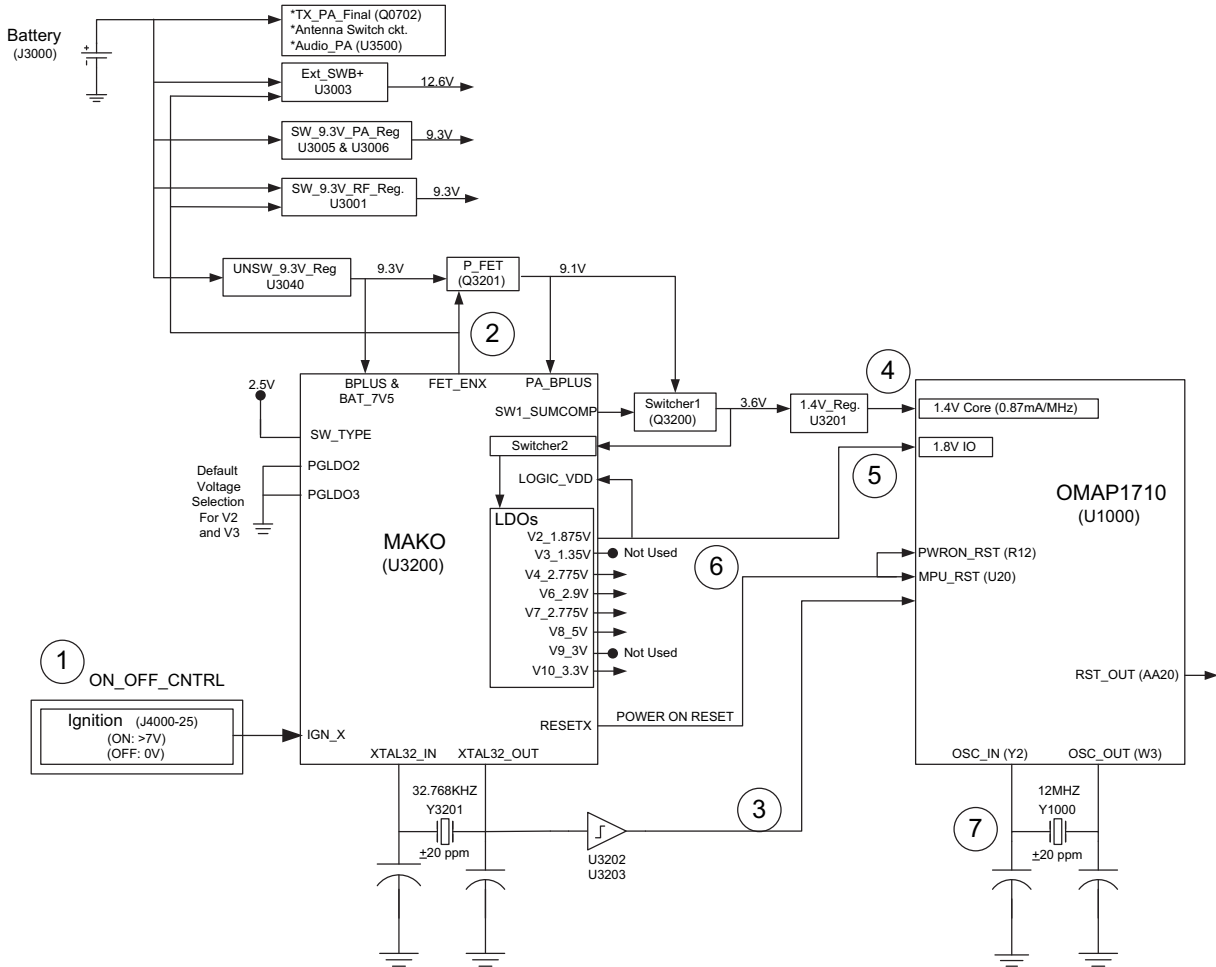 Battery
(J3000)
+
-
*TX_PA_Final (Q0702)
*Antenna Switch ckt.
*Audio_PA (U3500)
Ext_SWB+
U3003
12.6V
SW_9.3V_PA_Reg
U3005 & U3006
9.3V
SW_9.3V_RF_Reg.
U3001
9.3V
UNSW_9.3V_Reg
U3040
9.3V
P_FET
(Q3201)
9.1V
2
BPLUS &
BAT_7V5
FET_ENX
PA_BPLUS
2.5V
SW_TYPE
PGLDO2
PGLDO3
Default
Voltage
Selection
For V2
and V3
SW1_SUMCOMP
Switcher1
(Q3200)
3.6V
1.4V_Reg.
U3201
4
1.4V Core (0.87mA/MHz)
Switcher2
1.8V IO
LOGIC_VDD
5
OMAP1710
(U1000)
MAKO
(U3200)
LDOs
V2_1.875V
V3_1.35V
Not Used
V4_2.775V
V6_2.9V
V7_2.775V
V8_5V
V9_3V
Not Used
V10_3.3V
6
PWRON_RST (R12)
MPU_RST (U20)
1
ON_OFF_CNTRL
Ignition (J4000-25)
(ON: >7V)
(OFF: 0V)
IGN_X
RESETX
POWER ON RESET
RST_OUT (AA20)
XTAL32_IN
XTAL32_OUT
OSC_IN (Y2)
OSC_OUT (W3)
32.768KHZ
Y3201
±20 ppm
U3202
U3203
3
7
12MHZ
Y1000
±20 ppm